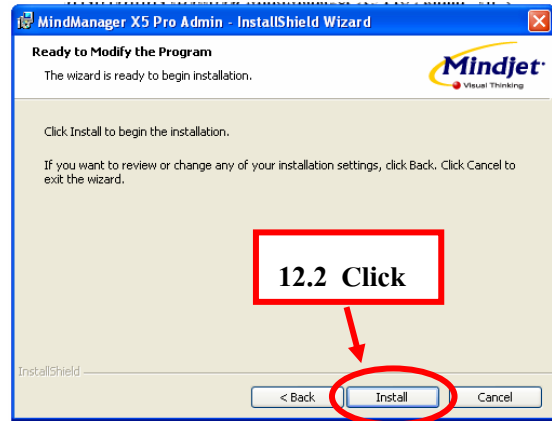 MindManager X5 Pro Admin - InstallShield Wizard
Ready to Modify the Program
The wizard is ready to begin installation.
Mindjet
Visual Thinking
Click Install to begin the installation.
If you want to review or change any of your installation settings, click Back. Click Cancel to
exit the wizard.
12.2 Click
InstallShield
< Back
Install
Cancel